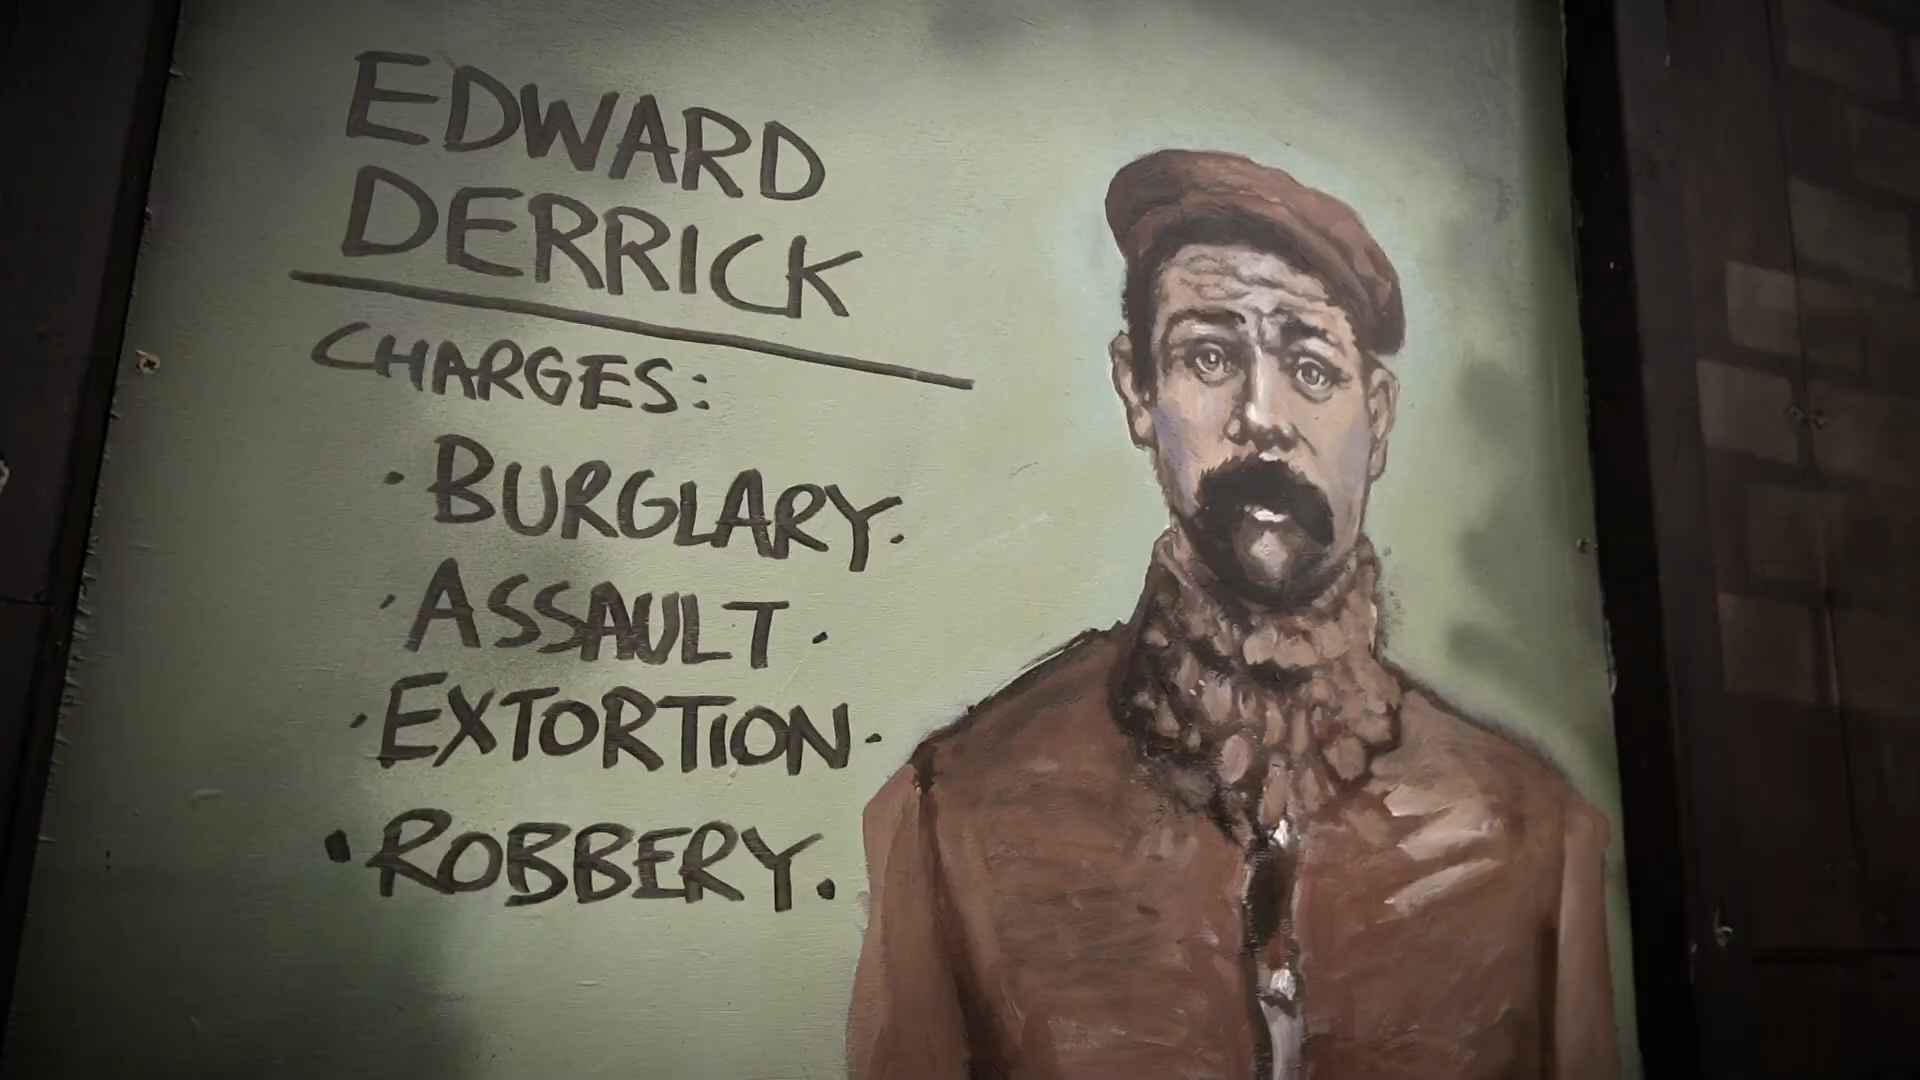 EDWARD
DERRICK
CHARGES:
· BURGLARY.
· ASSAULT.
· EXTORTION.
· ROBBERY.